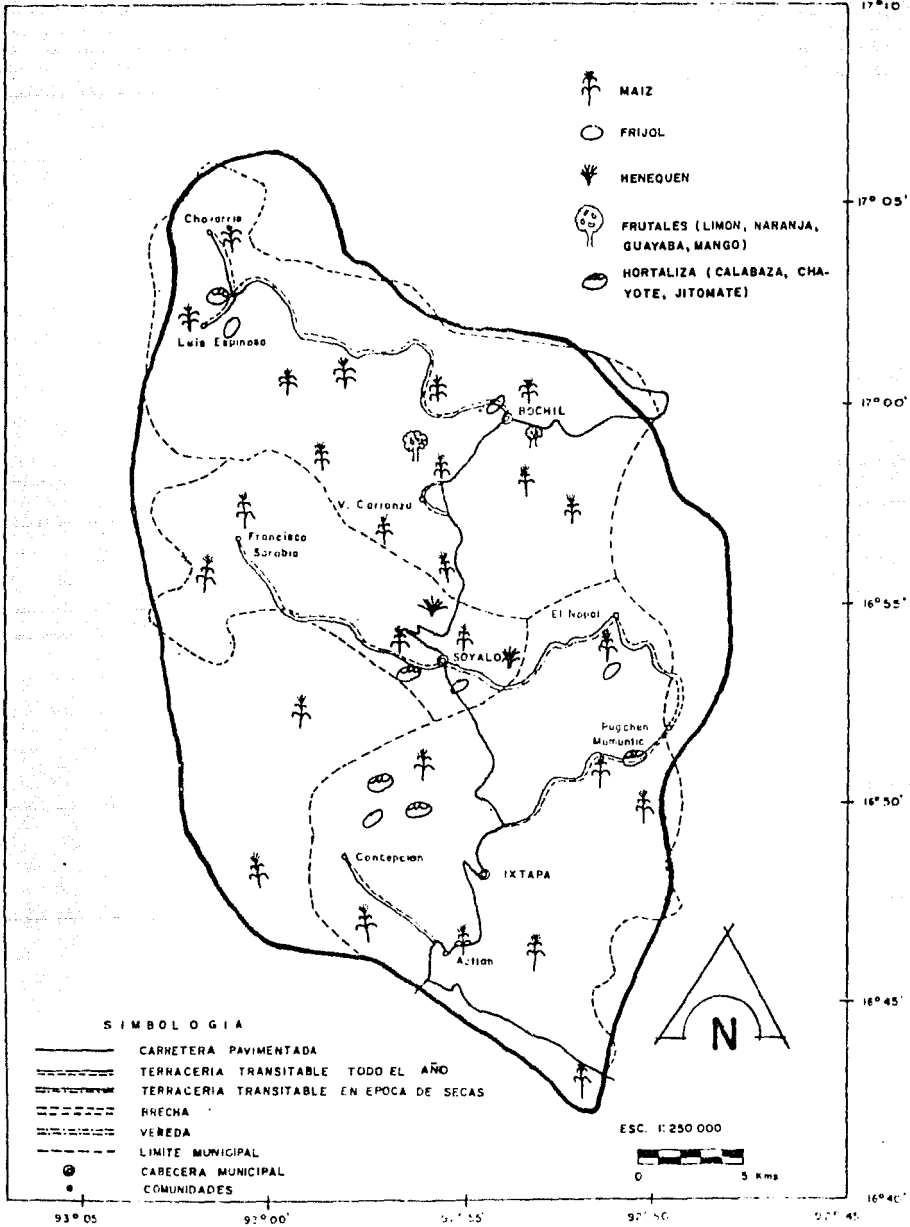 17°10'
MAIZ
FRIJOL
HENEQUEN
FRUTALES (LIMON, NARANJA,
GUAYABA, MANGO)
HORTALIZA (CALABAZA, CHA-
YOTE, JITOMATE)
17°05'
Chavarria
Luis Espinosa
17°00'
BOCHIL
V. Carranza
Francisco
Sarabia
16°55'
El Nopal
SOYALO
Pugchen
Mumuntic
16°50'
Concepcion
IXTAPA
Aztlan
16°45'
N
SIMBOLOGIA
CARRETERA PAVIMENTADA
TERRACERIA TRANSITABLE TODO EL AÑO
TERRACERIA TRANSITABLE EN EPOCA DE SECAS
BRECHA
VEREDA
LIMITE MUNICIPAL
CABECERA MUNICIPAL
COMUNIDADES
ESC. 1:250 000
0 5 Kms
16°40'
93°05' 93°00' 92°55' 92°50' 92°45'